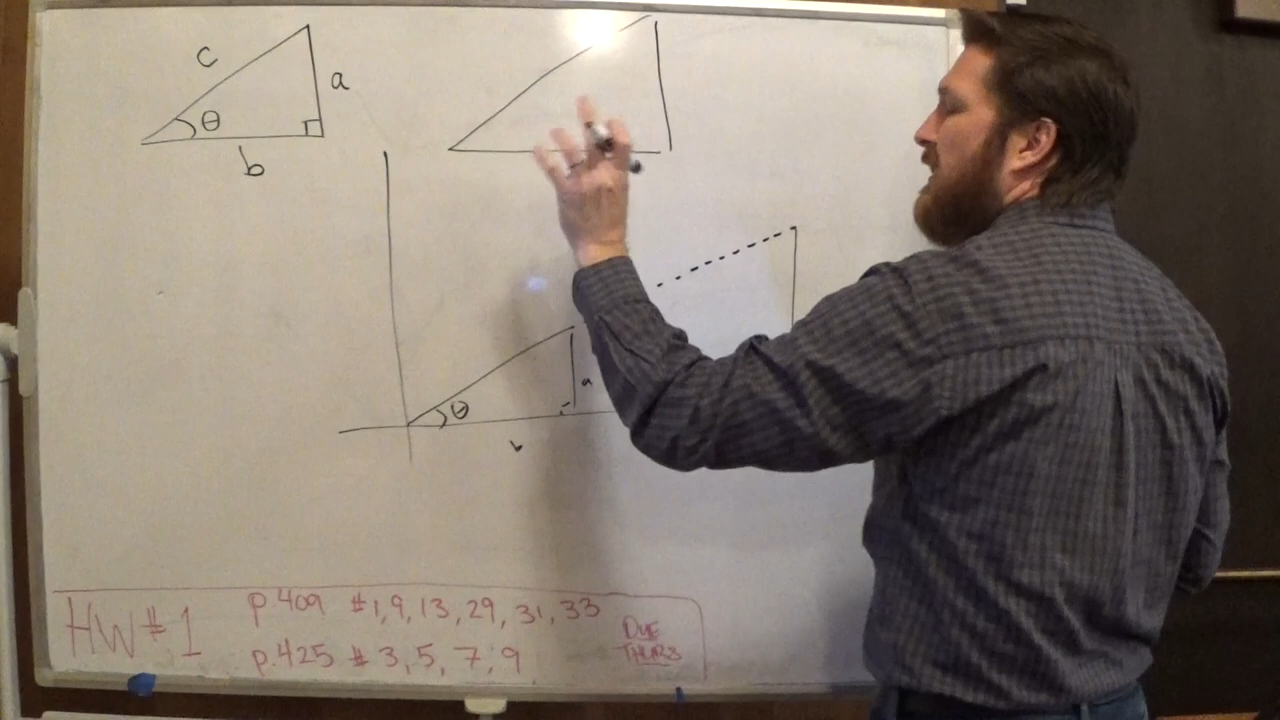 c
a
θ
b
a
θ
b
HW#1
p.409 #1,9,13,29,31,33
p.425 #3,5,7,9
DUE
THURS